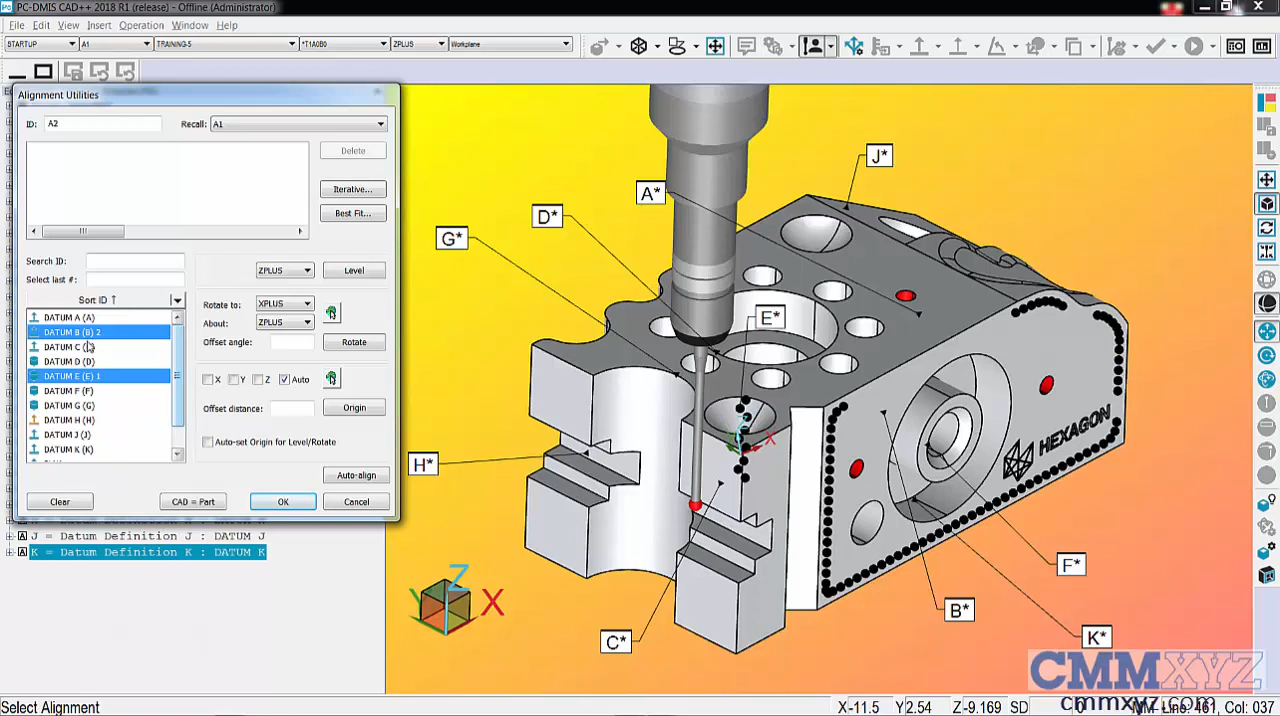 PC-DMIS CAD++ 2018 R1 (release) - Offline (Administrator)
File Edit View Insert Operation Window Help
STARTUP A1 TRAINING-5 *T1A0B0 ZPLUS Workplane
Alignment Utilities
ID: A2 Recall: A1
Delete
Iterative...
Best Fit...
Search ID:
Select last #:
ZPLUS Level
Sort ID ↑
Rotate to: XPLUS
About: ZPLUS
Offset angle: Rotate
X Y Z Auto
Offset distance: Origin
Auto-set Origin for Level/Rotate
DATUM A (A)
DATUM B (B) 2
DATUM C
DATUM D (D)
DATUM E (E) 1
DATUM F (F)
DATUM G (G)
DATUM H (H)
DATUM J (J)
DATUM K (K)
Auto-align
Clear CAD = Part OK Cancel
J = Datum Definition J : DATUM J
K = Datum Definition K : DATUM K
A*
J*
D*
G*
E*
H*
C*
B*
F*
K*
HEXAGON
Z
X
Z
X
CMMXYZ
cmmxyz.com
Select Alignment X-11.5 Y2.54 Z-9.169 SD 0 MM Line: 461, Col: 037